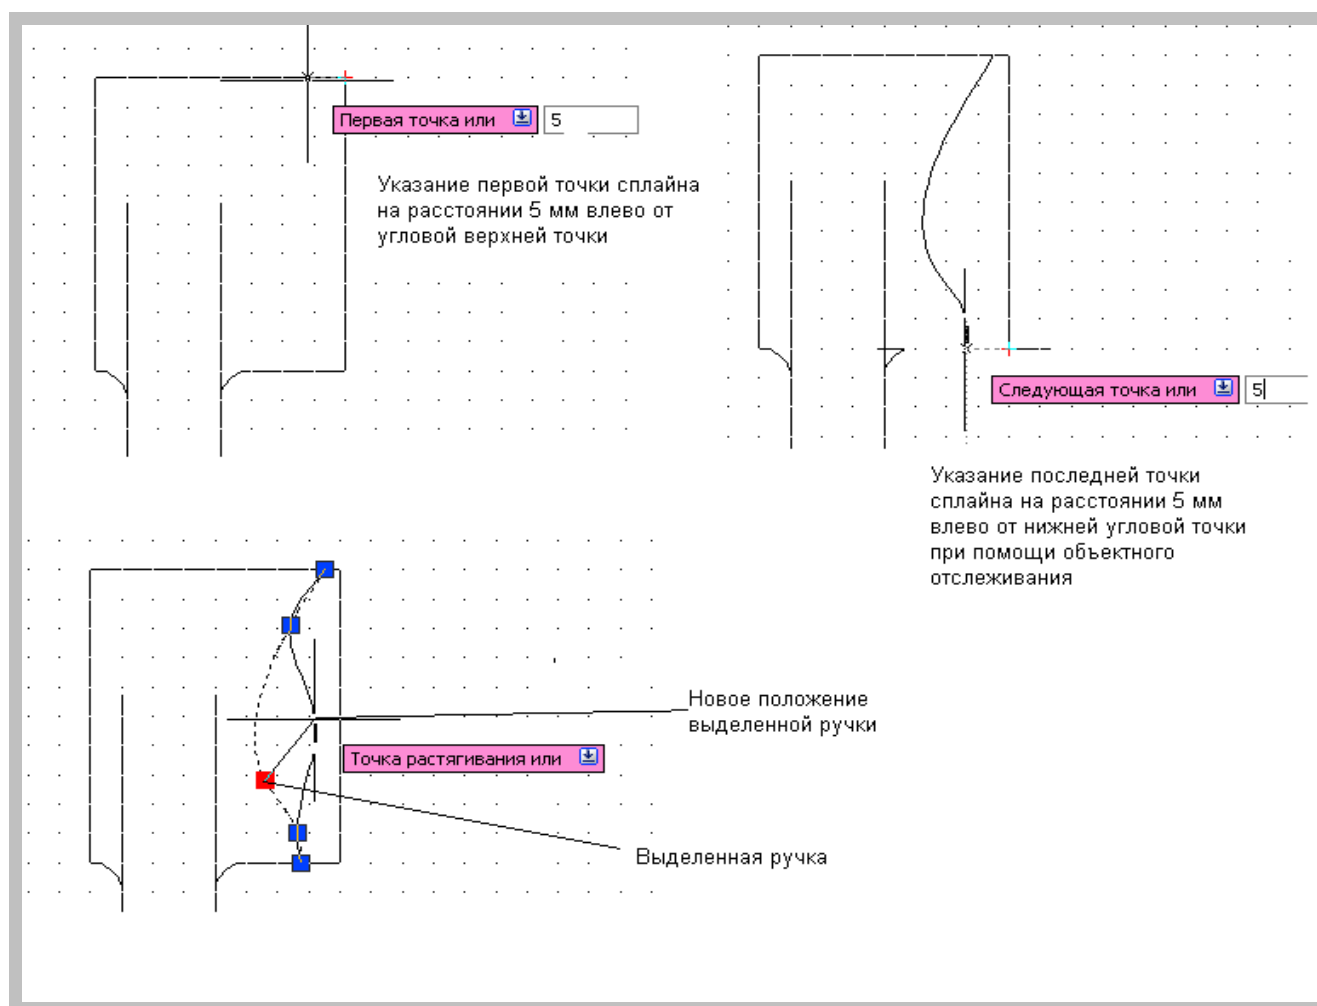 Первая точка или 5
Указание первой точки сплайна
на расстоянии 5 мм влево от
угловой верхней точки
Следующая точка или 5
Указание последней точки
сплайна на расстоянии 5 мм
влево от нижней угловой точки
при помощи объектного
отслеживания
Новое положение
выделенной ручки
Точка растягивания или
Выделенная ручка